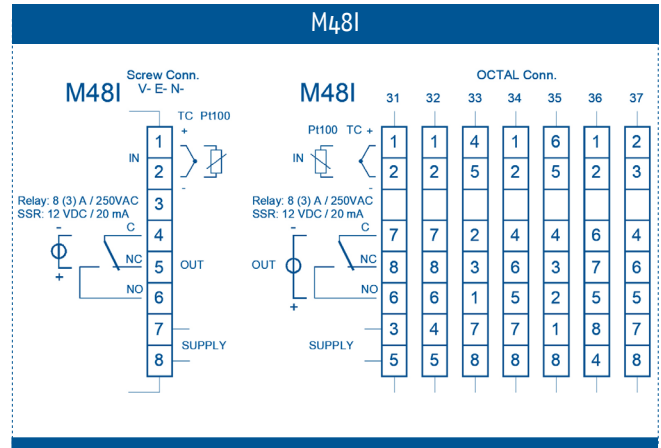 M48I
M48I
Screw Conn.
V- E- N-
TC Pt100
+
-
IN
1
2
3
4
5
6
7
8
Relay: 8 (3) A / 250VAC
SSR: 12 VDC / 20 mA
-
+
C
NC
NO
OUT
SUPPLY
M48I
OCTAL Conn.
31 32 33 34 35 36 37
Pt100 TC +
-
IN
Relay: 8 (3) A / 250VAC
SSR: 12 VDC / 20 mA
-
+
C
NC
NO
OUT
SUPPLY
1 1 4 1 6 1 2
2 2 5 2 5 2 3
7 7 2 4 4 6 4
8 8 3 6 3 7 6
6 6 1 5 2 5 5
3 4 7 7 1 8 7
5 5 8 8 8 4 8